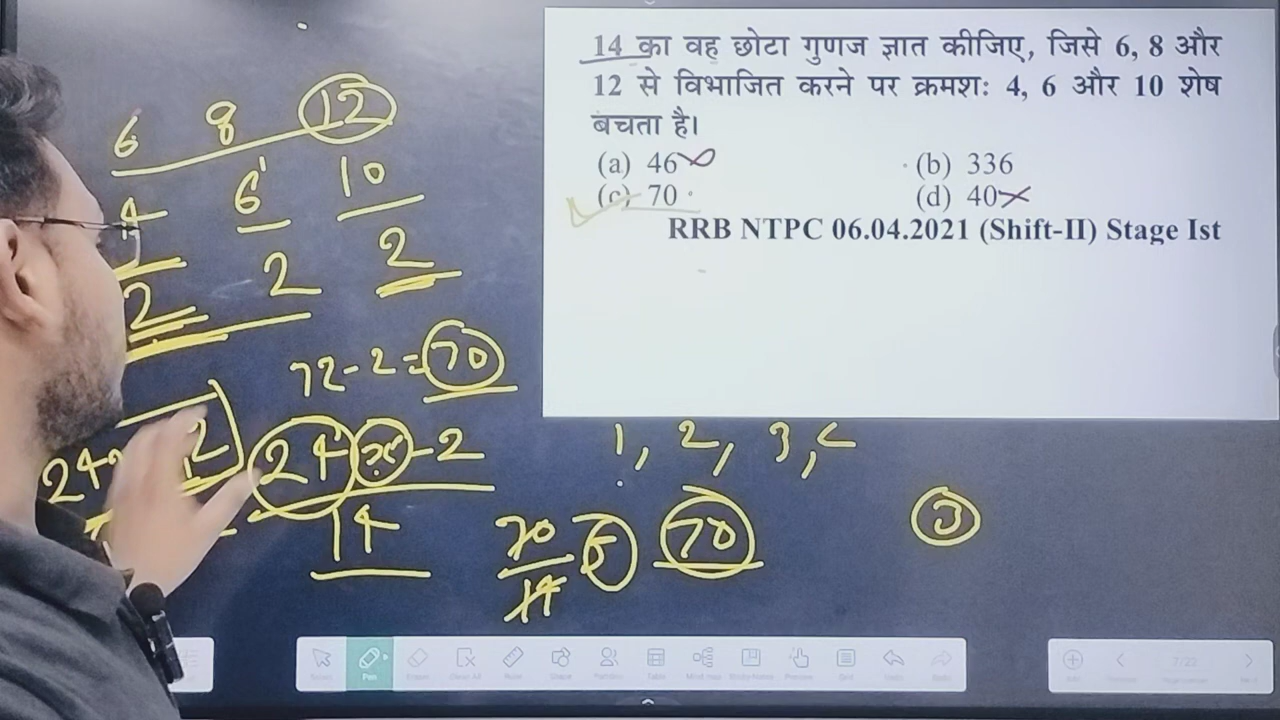 14 का वह छोटा गुणज ज्ञात कीजिए, जिसे 6, 8 और
12 से विभाजित करने पर क्रमशः 4, 6 और 10 शेष
बचता है।
(a) 46 (b) 336
(c) 70 (d) 40
RRB NTPC 06.04.2021 (Shift-II) Stage Ist
6 8 12
4 6 10
2 2 2
72-2=70
24 -2
14
1, 2, 3,
70
14
5
70
7/22